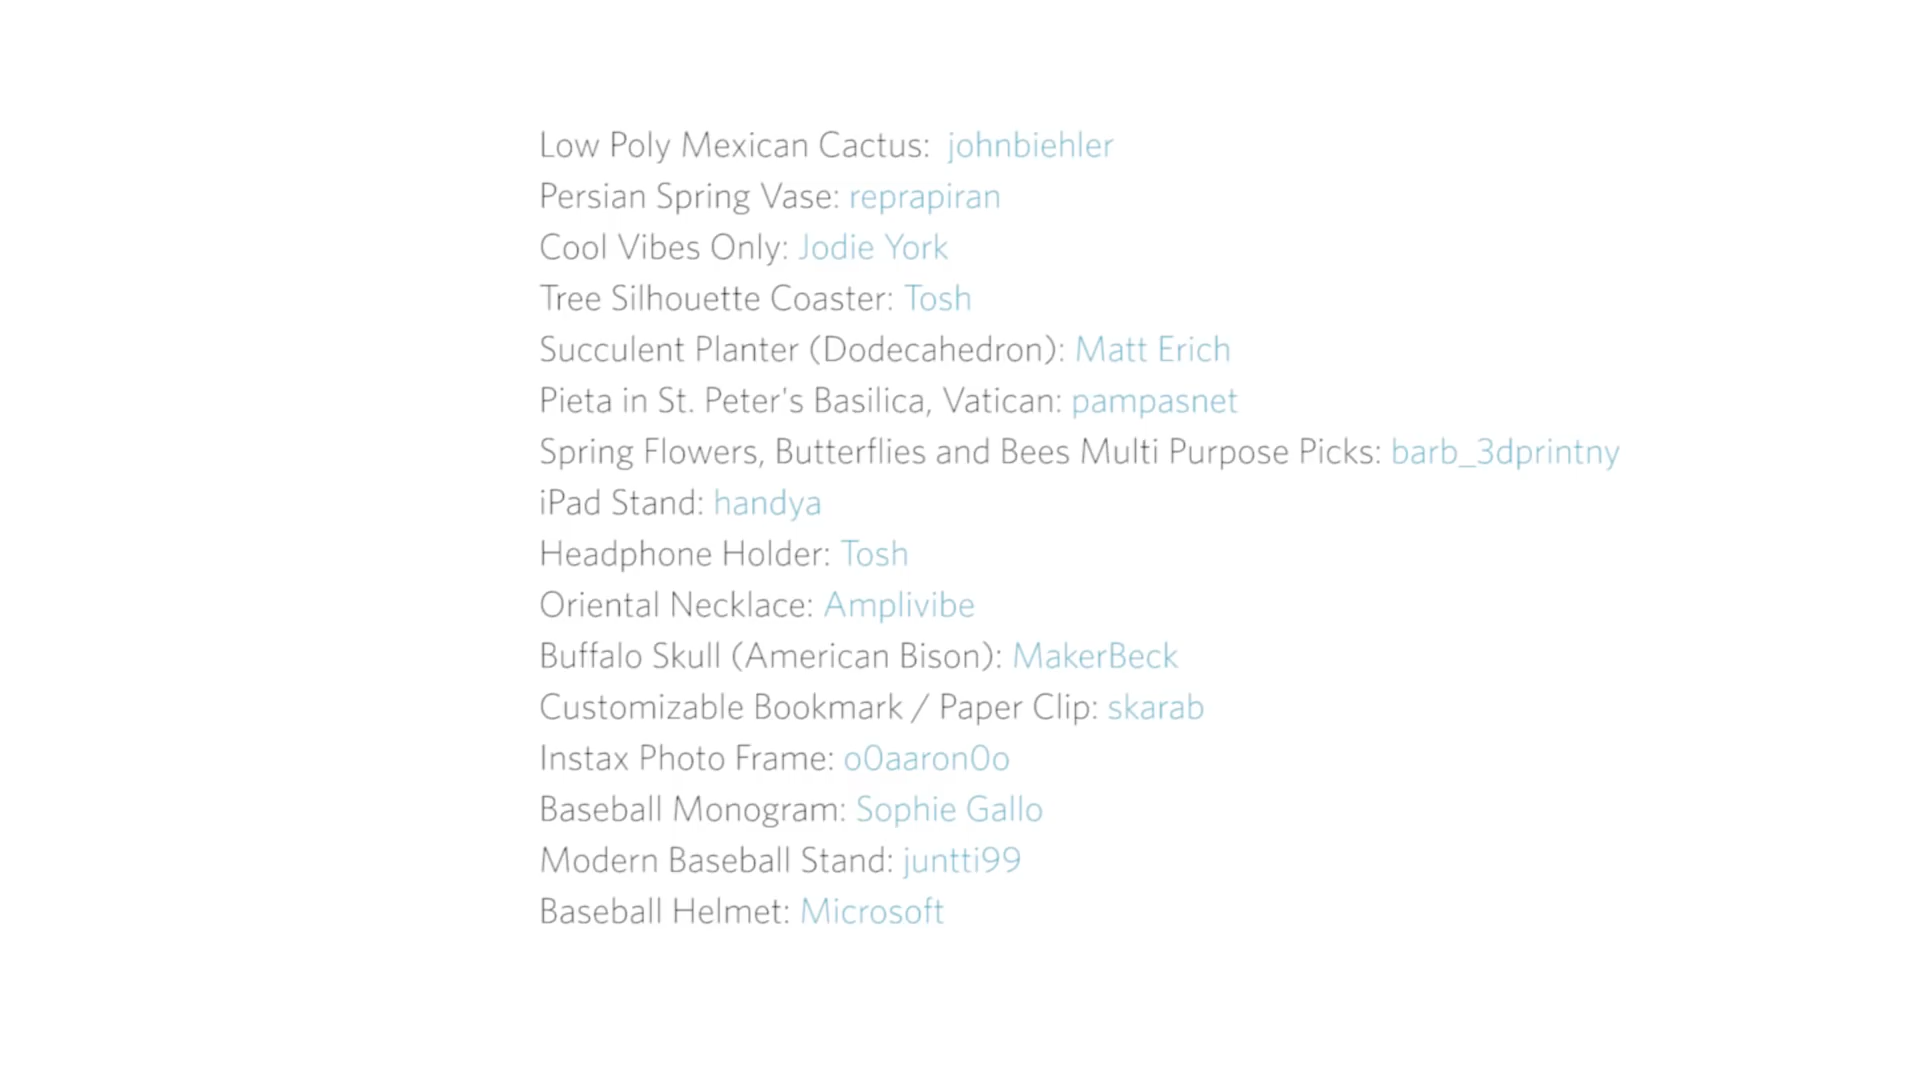 Low Poly Mexican Cactus: johnbiehler
Persian Spring Vase: reprapiran
Cool Vibes Only: Jodie York
Tree Silhouette Coaster: Tosh
Succulent Planter (Dodecahedron): Matt Erich
Pieta in St. Peter's Basilica, Vatican: pampasnet
Spring Flowers, Butterflies and Bees Multi Purpose Picks: barb_3dprintny
iPad Stand: handya
Headphone Holder: Tosh
Oriental Necklace: Amplivibe
Buffalo Skull (American Bison): MakerBeck
Customizable Bookmark / Paper Clip: skarab
Instax Photo Frame: o0aaron0o
Baseball Monogram: Sophie Gallo
Modern Baseball Stand: juntti99
Baseball Helmet: Microsoft